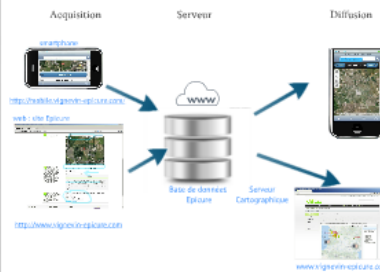 Acquisition
Serveur
Diffusion
smartphone
http://mobile.vignevin-epicure.com/
www
web : site Epicure
Base de données
Epicure
Serveur
Cartographique
http://www.vignevin-epicure.com
www.vignevin-epicure.co